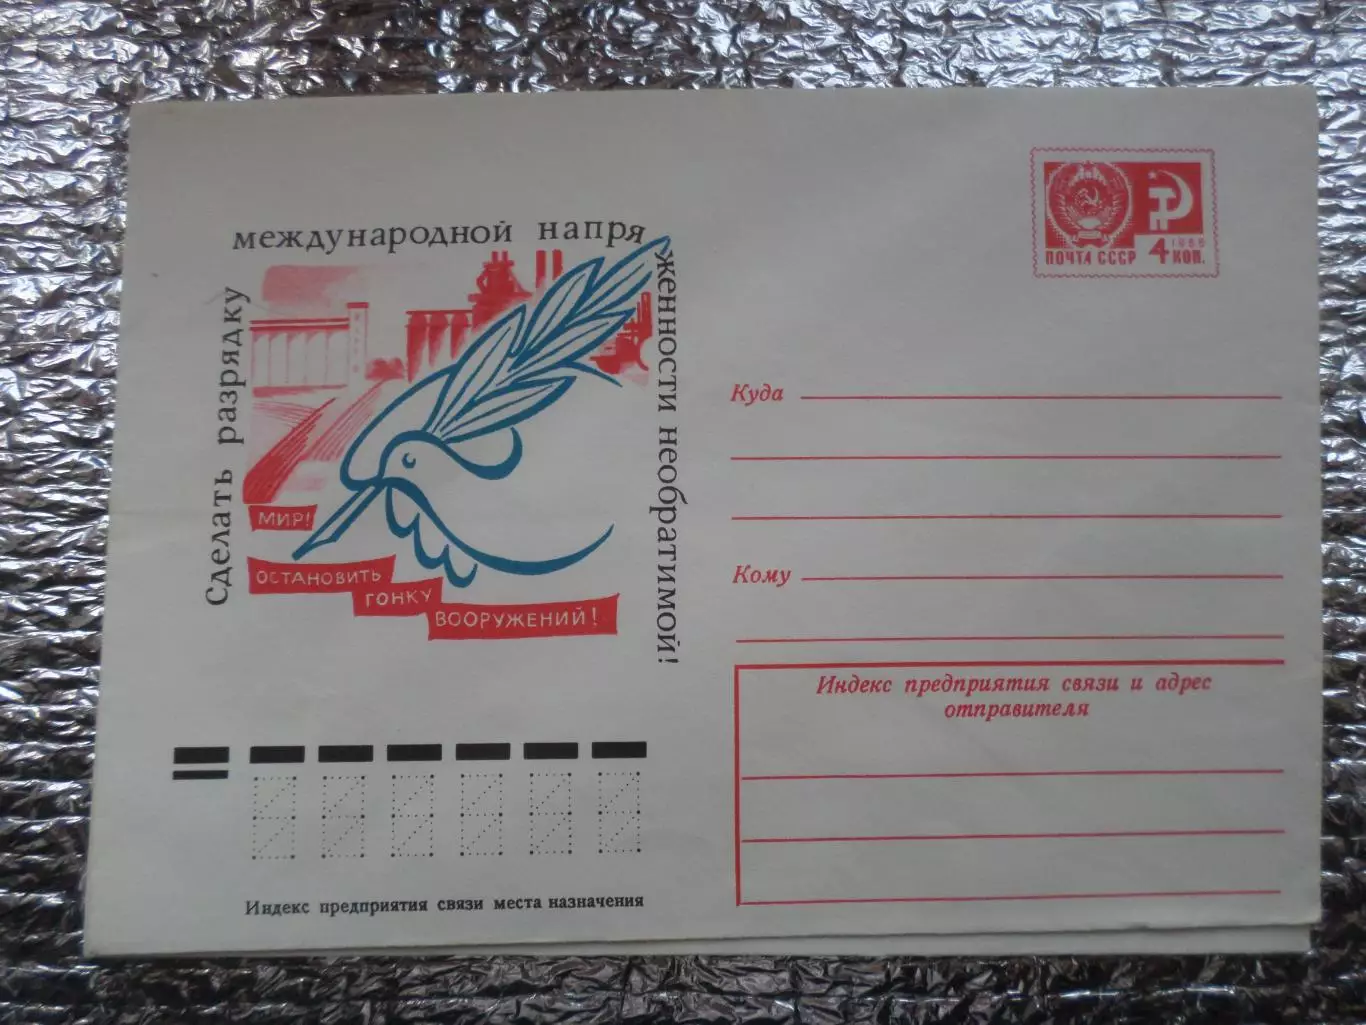 Сделать разрядку
международной напря
женности необратимой!
МИР!
ОСТАНОВИТЬ
ГОНКУ
ВООРУЖЕНИЙ!
1966
ПОЧТА СССР 4 КОП.
Куда
Кому
Индекс предприятия связи и адрес
отправителя
Индекс предприятия связи места назначения